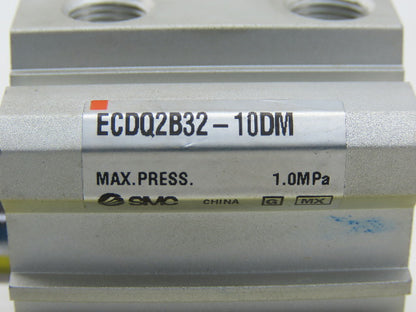 ECDQ2B32-10DM
MAX.PRESS. 1.0MPa
SMC CHINA G MX